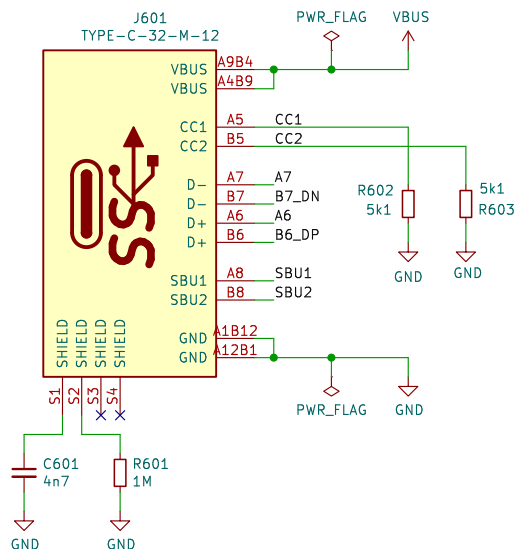 J601
TYPE-C-32-M-12
PWR_FLAG
VBUS
VBUS
A9B4
VBUS
A4B9
CC1
A5
CC1
CC2
B5
CC2
D-
A7
A7
D-
B7
B7_DN
D+
A6
A6
D+
B6
B6_DP
R602
5k1
5k1
R603
GND
GND
SBU1
A8
SBU1
SBU2
B8
SBU2
GND
A1B12
GND
A12B1
SHIELD
SHIELD
SHIELD
SHIELD
S1
S2
S3
S4
SS
PWR_FLAG
GND
C601
4n7
R601
1M
GND
GND